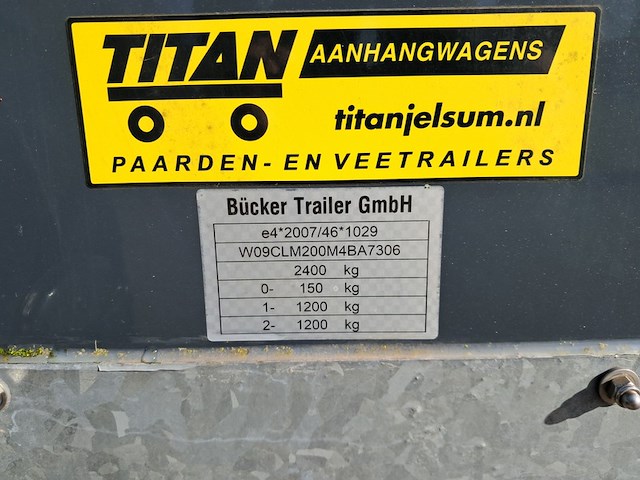 TITAN AANHANGWAGENS
titanjelsum.nl
PAARDEN- EN VEETRAILERS
Bücker Trailer GmbH
e4*2007/46*1029
W09CLM200M4BA7306
2400 kg
0- 150 kg
1- 1200 kg
2- 1200 kg